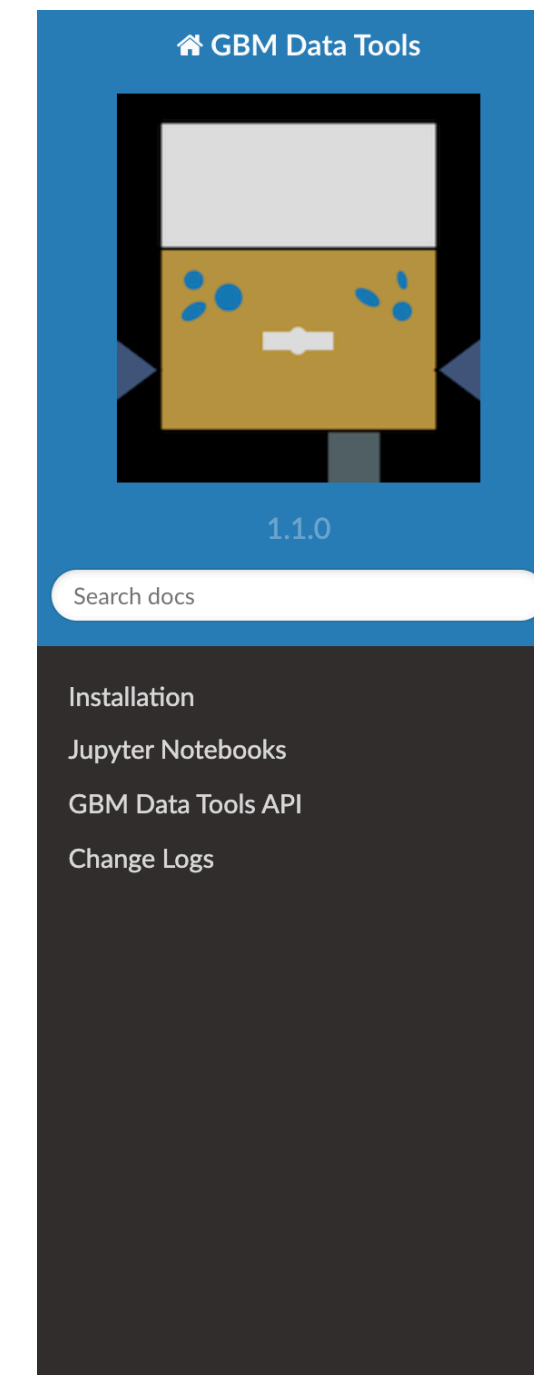 GBM Data Tools
1.1.0
Search docs
Installation
Jupyter Notebooks
GBM Data Tools API
Change Logs